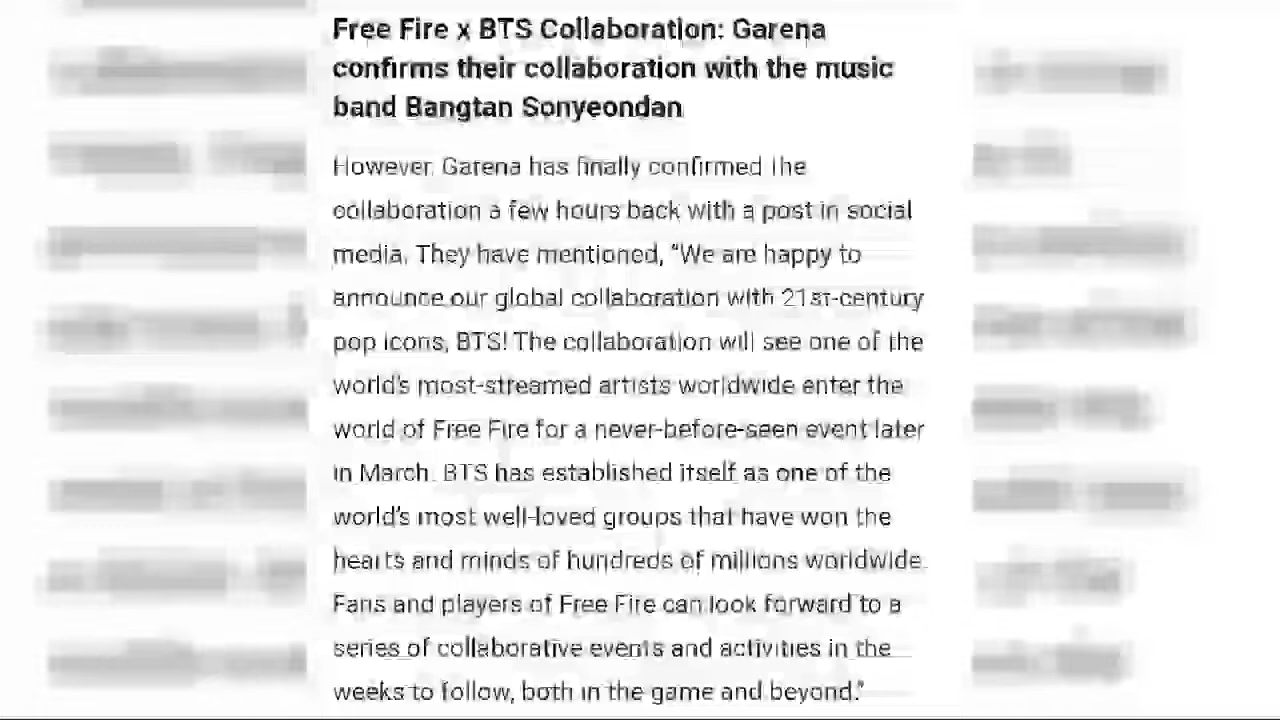 Free Fire x BTS Collaboration: Garena
confirms their collaboration with the music
band Bangtan Sonyeondan
However, Garena has finally confirmed the
collaboration a few hours back with a post in social
media. They have mentioned, “We are happy to
announce our global collaboration with 21st-century
pop icons, BTS! The collaboration will see one of the
world’s most-streamed artists worldwide enter the
world of Free Fire for a never-before-seen event later
in March. BTS has established itself as one of the
world’s most well-loved groups that have won the
hearts and minds of hundreds of millions worldwide.
Fans and players of Free Fire can look forward to a
series of collaborative events and activities in the
weeks to follow, both in the game and beyond.”